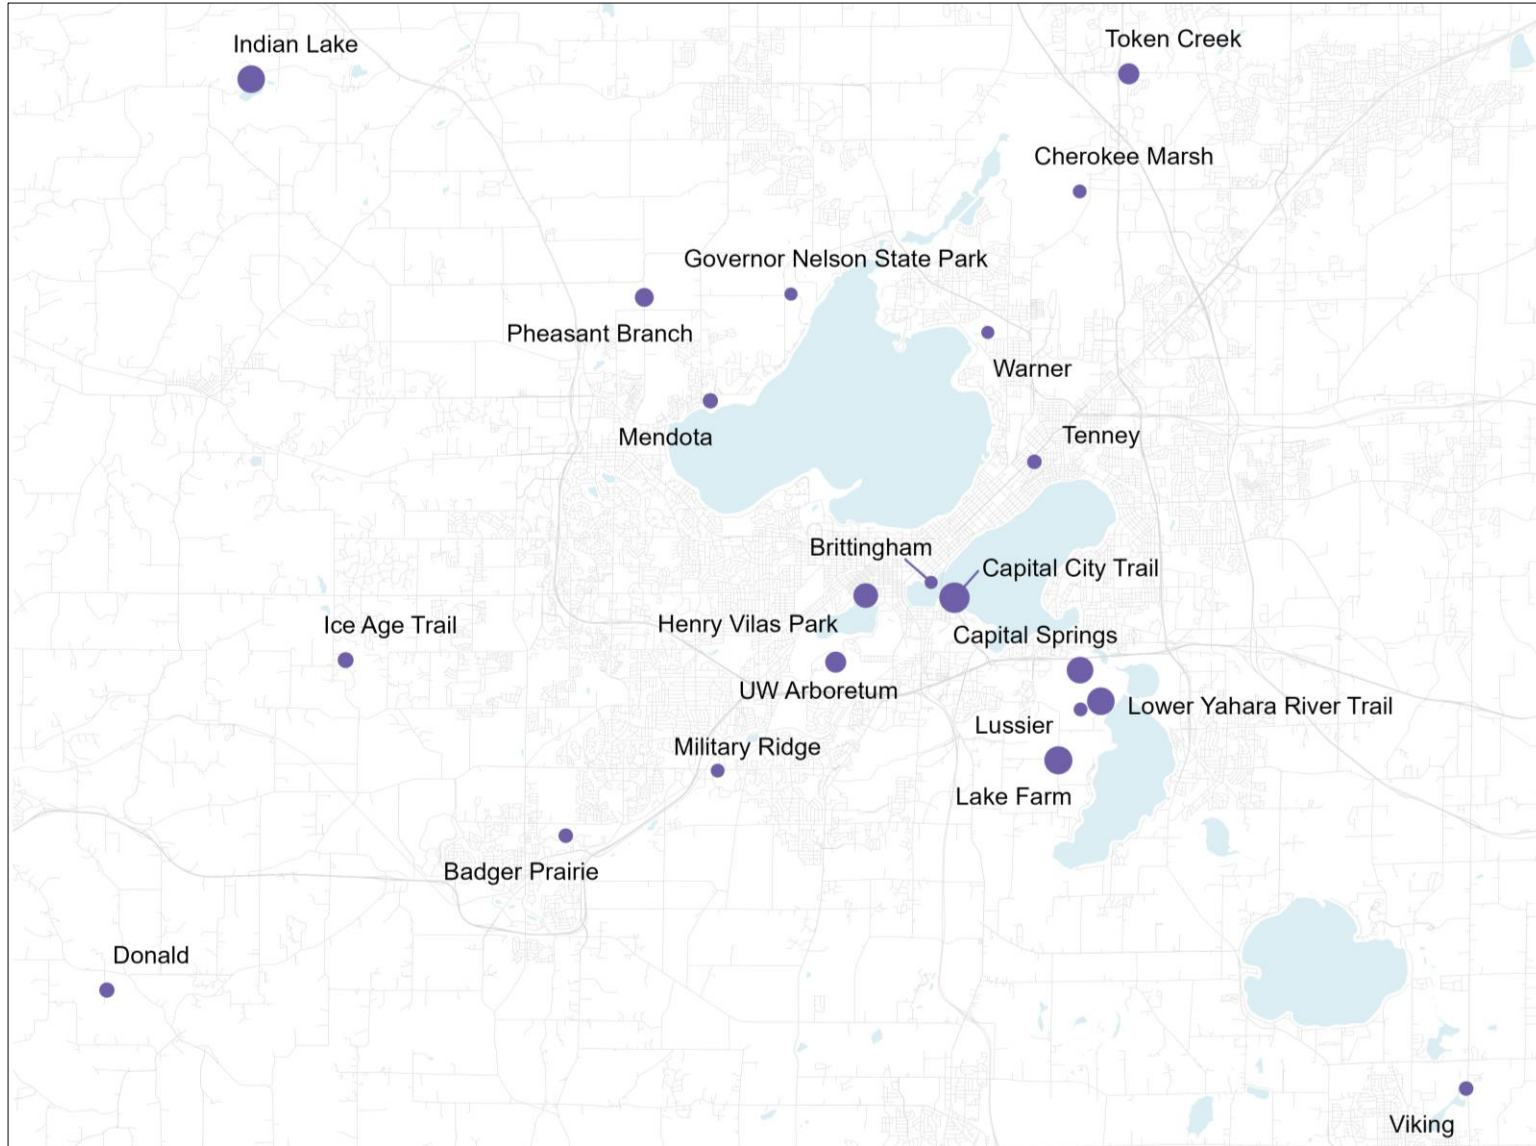 Indian Lake
Token Creek
Cherokee Marsh
Governor Nelson State Park
Pheasant Branch
Warner
Mendota
Tenney
Brittingham
Capital City Trail
Henry Vilas Park
Ice Age Trail
Capital Springs
UW Arboretum
Lower Yahara River Trail
Lussier
Military Ridge
Lake Farm
Badger Prairie
Donald
Viking